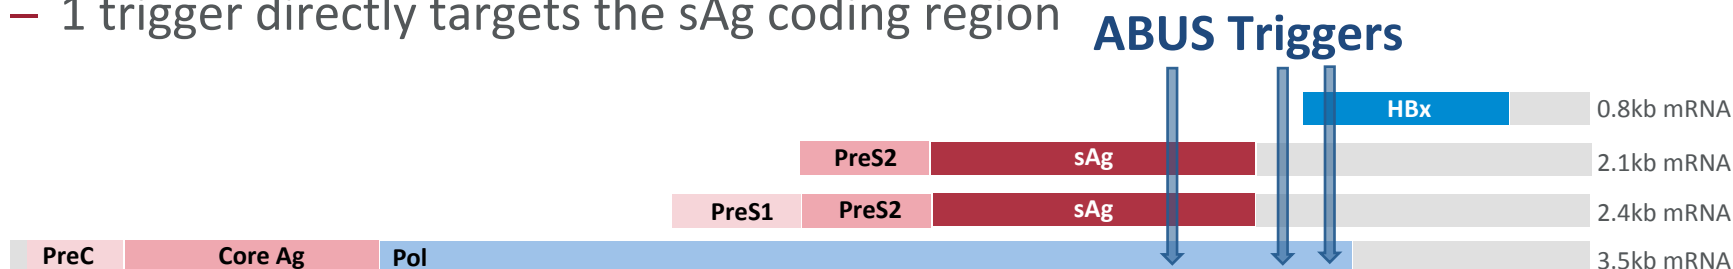 – 1 trigger directly targets the sAg coding region
ABUS Triggers
HBx 0.8kb mRNA
PreS2 sAg 2.1kb mRNA
PreS1 PreS2 sAg 2.4kb mRNA
PreC Core Ag Pol 3.5kb mRNA